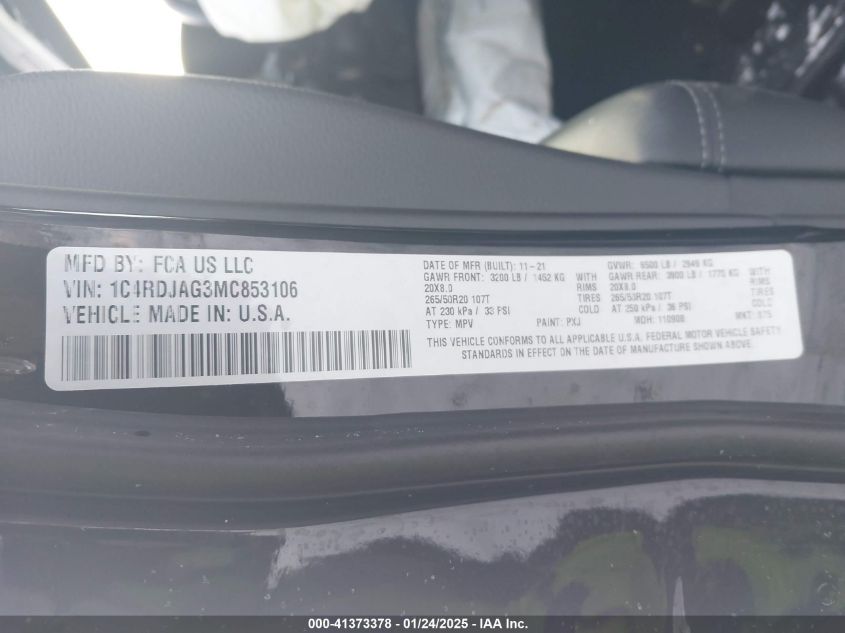 MFD BY: FCA US LLC
VIN: 1C4RDJAG3MC853106
VEHICLE MADE IN: U.S.A.
DATE OF MFR (BUILT): 11-21
GAWR FRONT: 3200 LB / 1452 KG
20X8.0 RIMS
265/50R20 107T TIRES
AT 230 kPa / 33 PSI COLD
TYPE: MPV PAINT: PXJ
GVWR: 6500 LB / 2949 KG
GAWR REAR: 3900 LB / 1770 KG
20X8.0 RIMS
265/50R20 107T TIRES
AT 250 kPa / 36 PSI COLD
MDH: 110908 MKT:
THIS VEHICLE CONFORMS TO ALL APPLICABLE U.S.A. FEDERAL MOTOR VEHICLE SAFETY
STANDARDS IN EFFECT ON THE DATE OF MANUFACTURE SHOWN ABOVE.
000-41373378 - 01/24/2025 - IAA Inc.